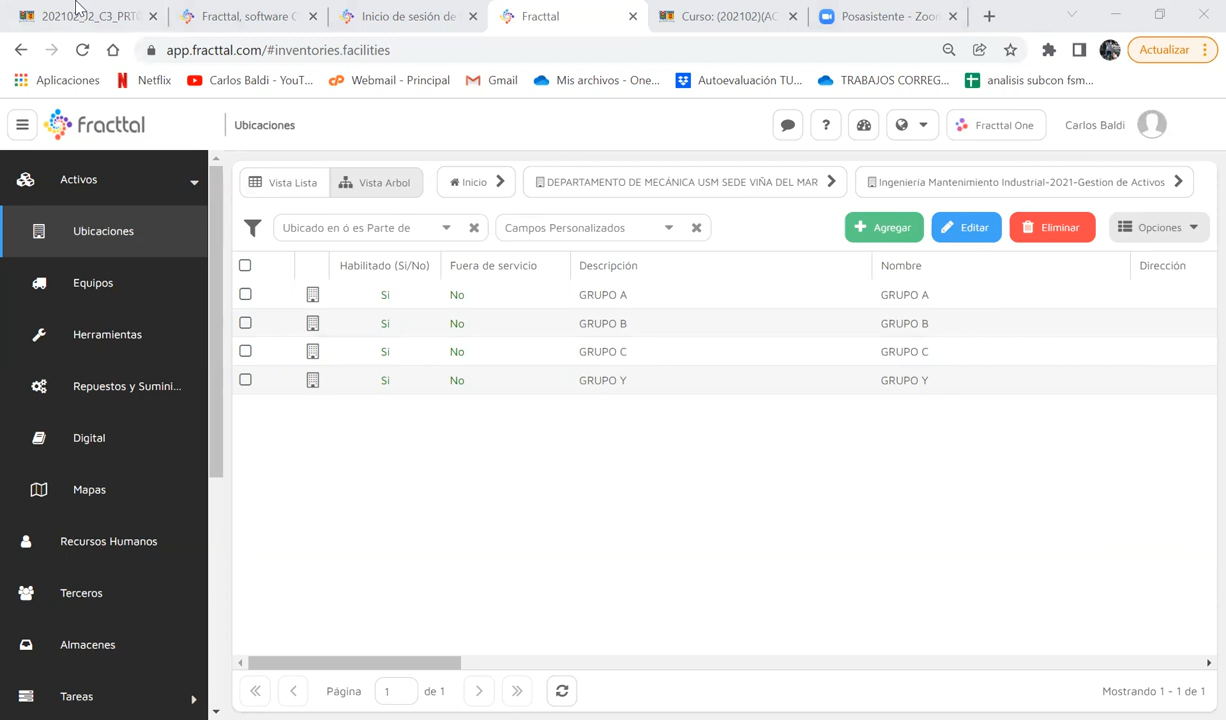 202102_02_C3_PRTO
Fracttal, software G
Inicio de sesión de
Fracttal
Curso: (202102)(AC
Posasistente - Zoon
app.fracttal.com/#inventories.facilities
Actualizar
Aplicaciones
Netflix
Carlos Baldi - YouT...
Webmail - Principal
Gmail
Mis archivos - One...
Autoevaluación TU...
TRABAJOS CORREG...
analisis subcon fsm...
fracttal
Ubicaciones
?
Fracttal One
Carlos Baldi
Activos
Ubicaciones
Equipos
Herramientas
Repuestos y Sumini...
Digital
Mapas
Recursos Humanos
Terceros
Almacenes
Tareas
Vista Lista
Vista Arbol
Inicio
DEPARTAMENTO DE MECÁNICA USM SEDE VIÑA DEL MAR
Ingenieria Mantenimiento Industrial-2021-Gestion de Activos
Ubicado en ó es Parte de
Campos Personalizados
Agregar
Editar
Eliminar
Opciones
Habilitado (Si/No) Fuera de servicio Descripción Nombre Dirección
Si No GRUPO A GRUPO A
Si No GRUPO B GRUPO B
Si No GRUPO C GRUPO C
Si No GRUPO Y GRUPO Y
Página 1 de 1
Mostrando 1 - 1 de 1